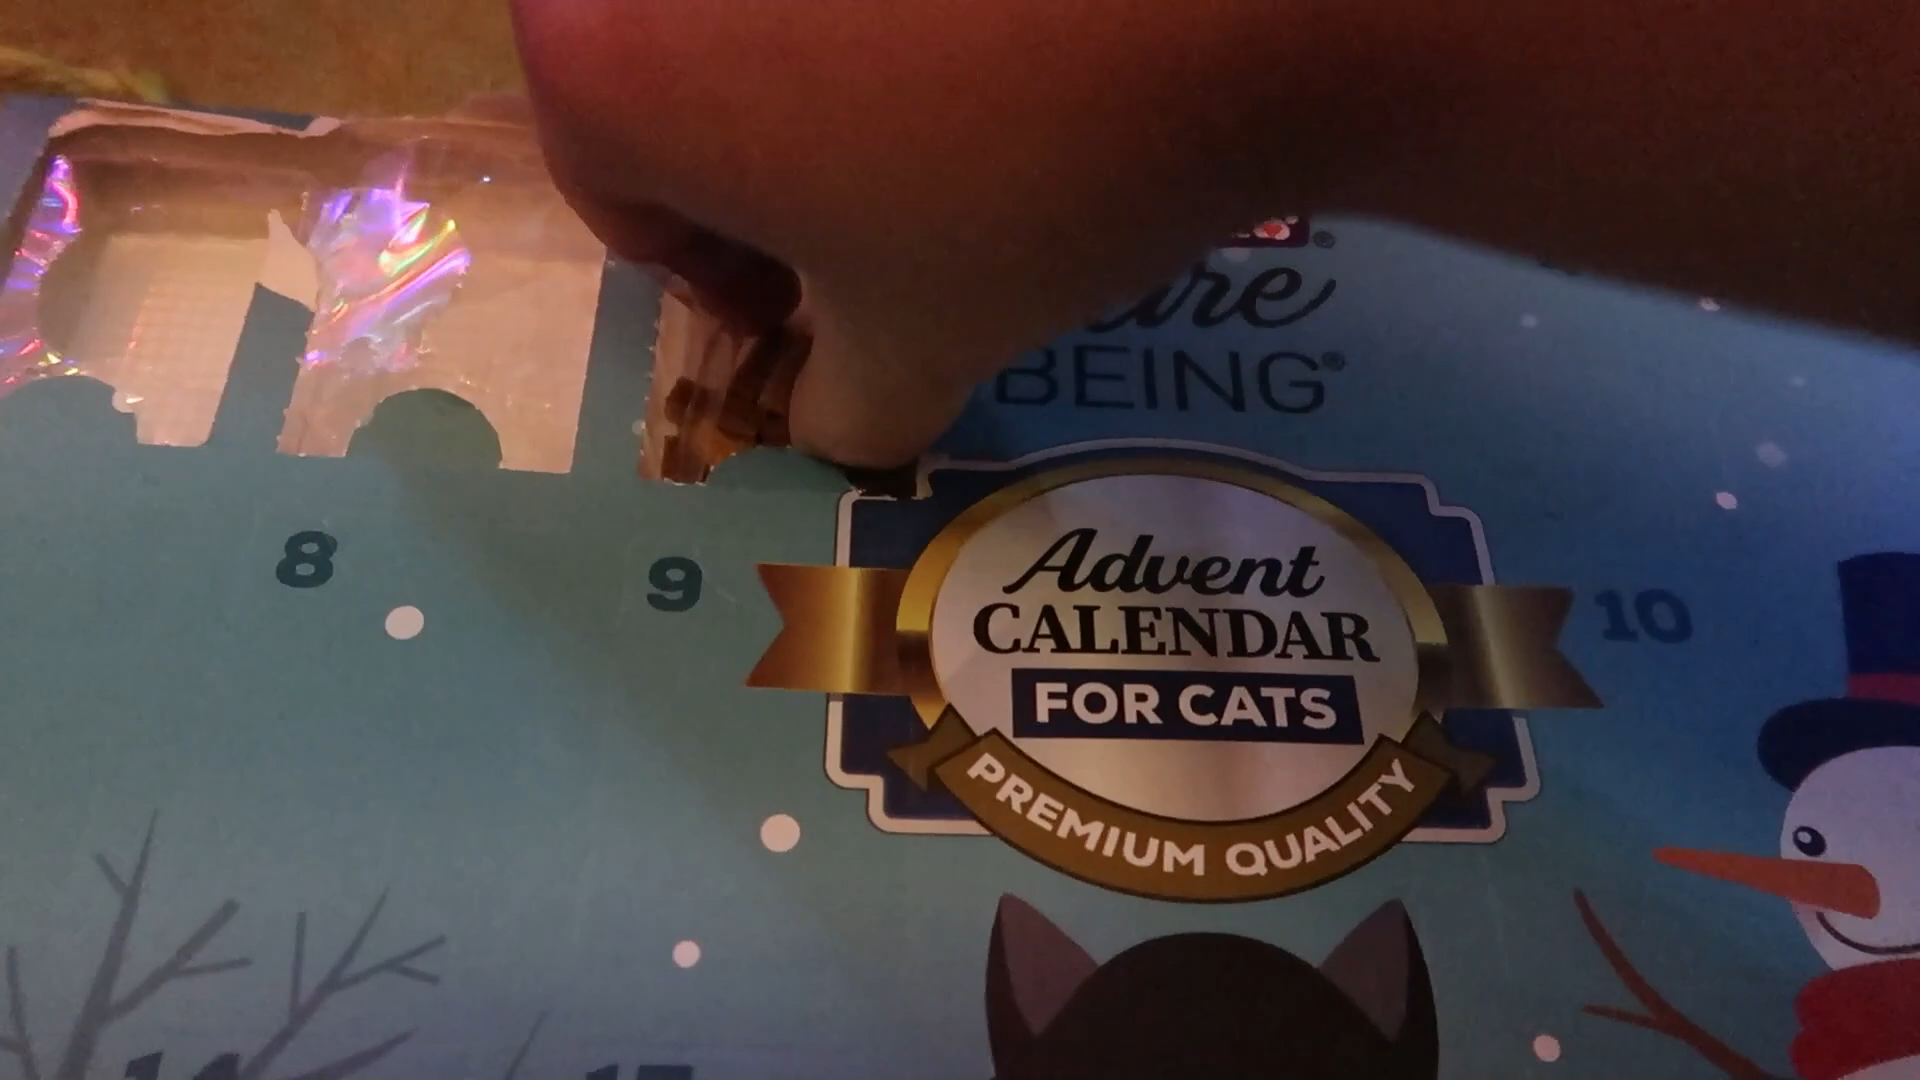 BEING®
8
9
10
Advent
CALENDAR
FOR CATS
PREMIUM QUALITY